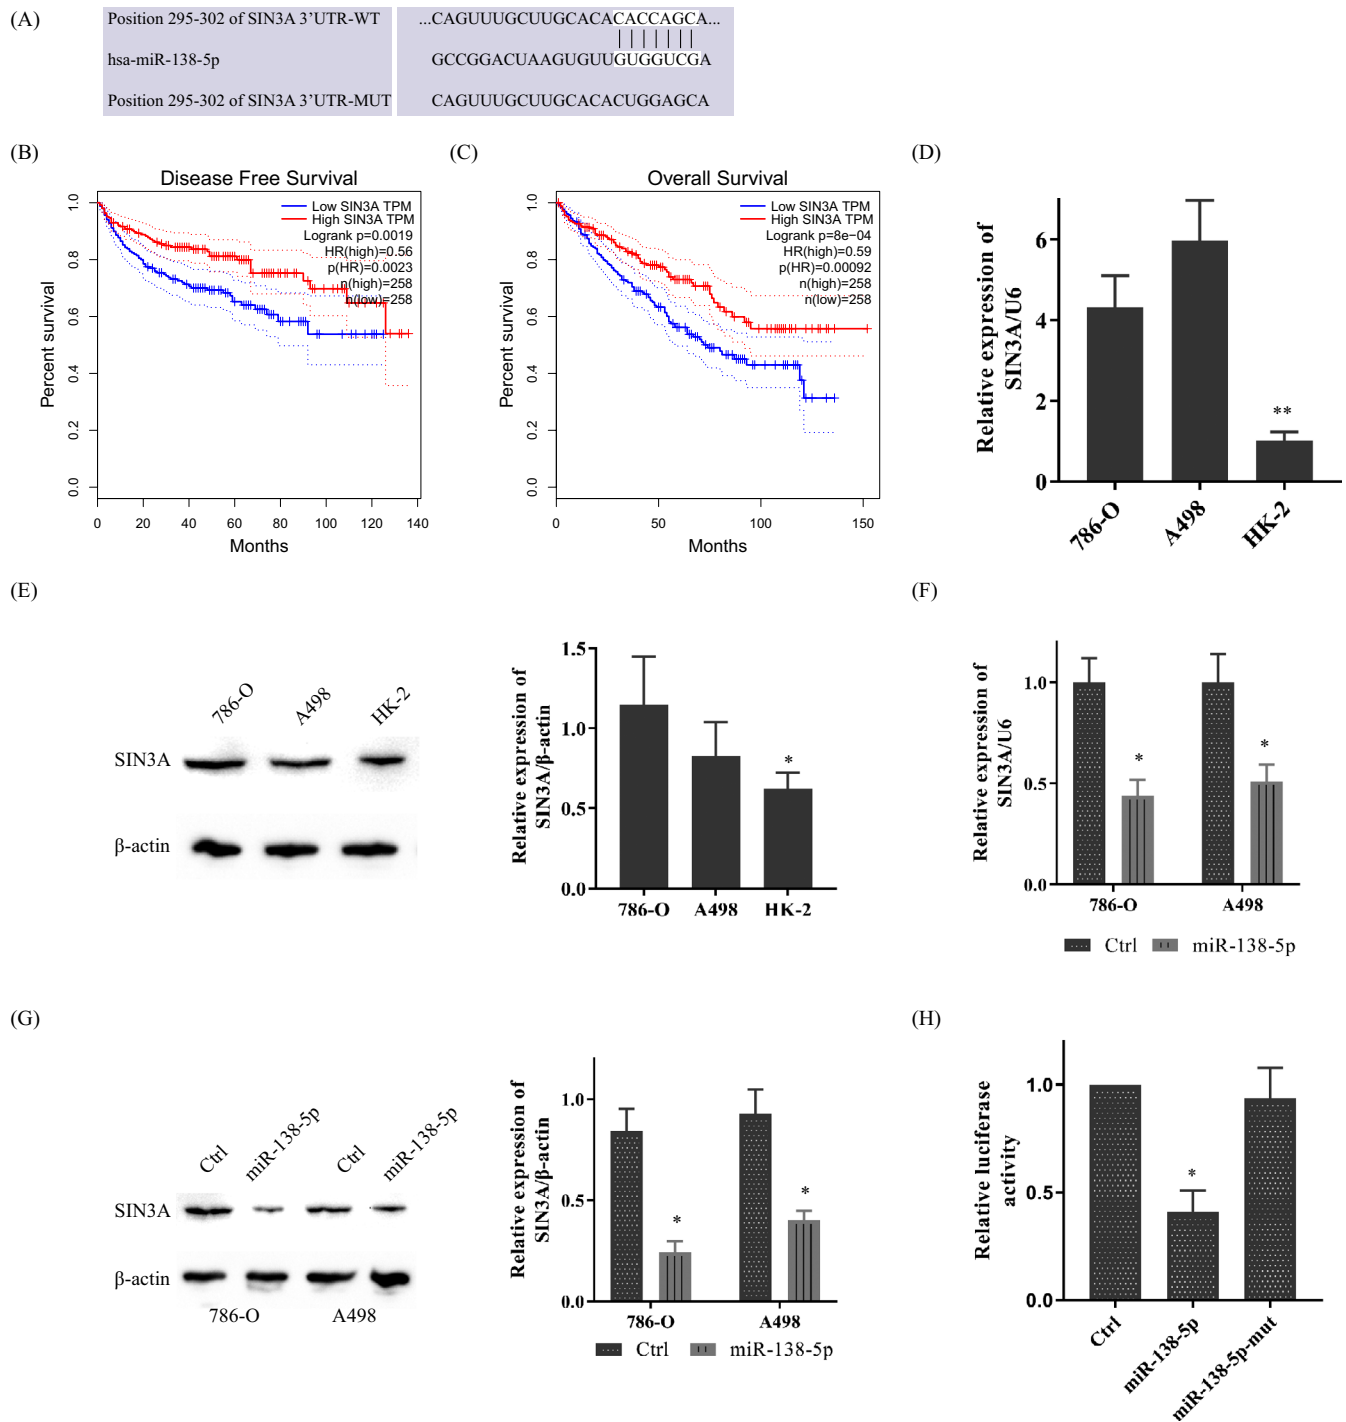 (A)
Position 295-302 of SIN3A 3’UTR-WT ...CAGUUUGCUUGCACACACCAGCA...
hsa-miR-138-5p GCCGGACUAAGUGUUGUGGUCGA
Position 295-302 of SIN3A 3’UTR-MUT CAGUUUGCUUGCACACUGGAGCA
(B)
Disease Free Survival
Low SIN3A TPM
High SIN3A TPM
Logrank p=0.0019
HR(high)=0.56
p(HR)=0.0023
n(high)=258
n(low)=258
Percent survival
1.0
0.8
0.6
0.4
0.2
0.0
0 20 40 60 80 100 120 140
Months
(C)
Overall Survival
Low SIN3A TPM
High SIN3A TPM
Logrank p=8e−04
HR(high)=0.59
p(HR)=0.00092
n(high)=258
n(low)=258
Percent survival
1.0
0.8
0.6
0.4
0.2
0.0
0 50 100 150
Months
(D)
Relative expression of
SIN3A/U6
6
4
2
0
**
786-O A498 HK-2
(E)
786-O A498 HK-2
SIN3A
β-actin
Relative expression of
SIN3A/β-actin
1.5
1.0
0.5
0.0
*
786-O A498 HK-2
(F)
Relative expression of
SIN3A/U6
1.0
0.5
0.0
* *
786-O A498
Ctrl miR-138-5p
(G)
Ctrl miR-138-5p Ctrl miR-138-5p
SIN3A
β-actin
786-O A498
Relative expression of
SIN3A/β-actin
1.0
0.5
0.0
* *
786-O A498
Ctrl miR-138-5p
(H)
Relative luciferase
activity
1.0
0.5
0.0
*
Ctrl miR-138-5p miR-138-5p-mut